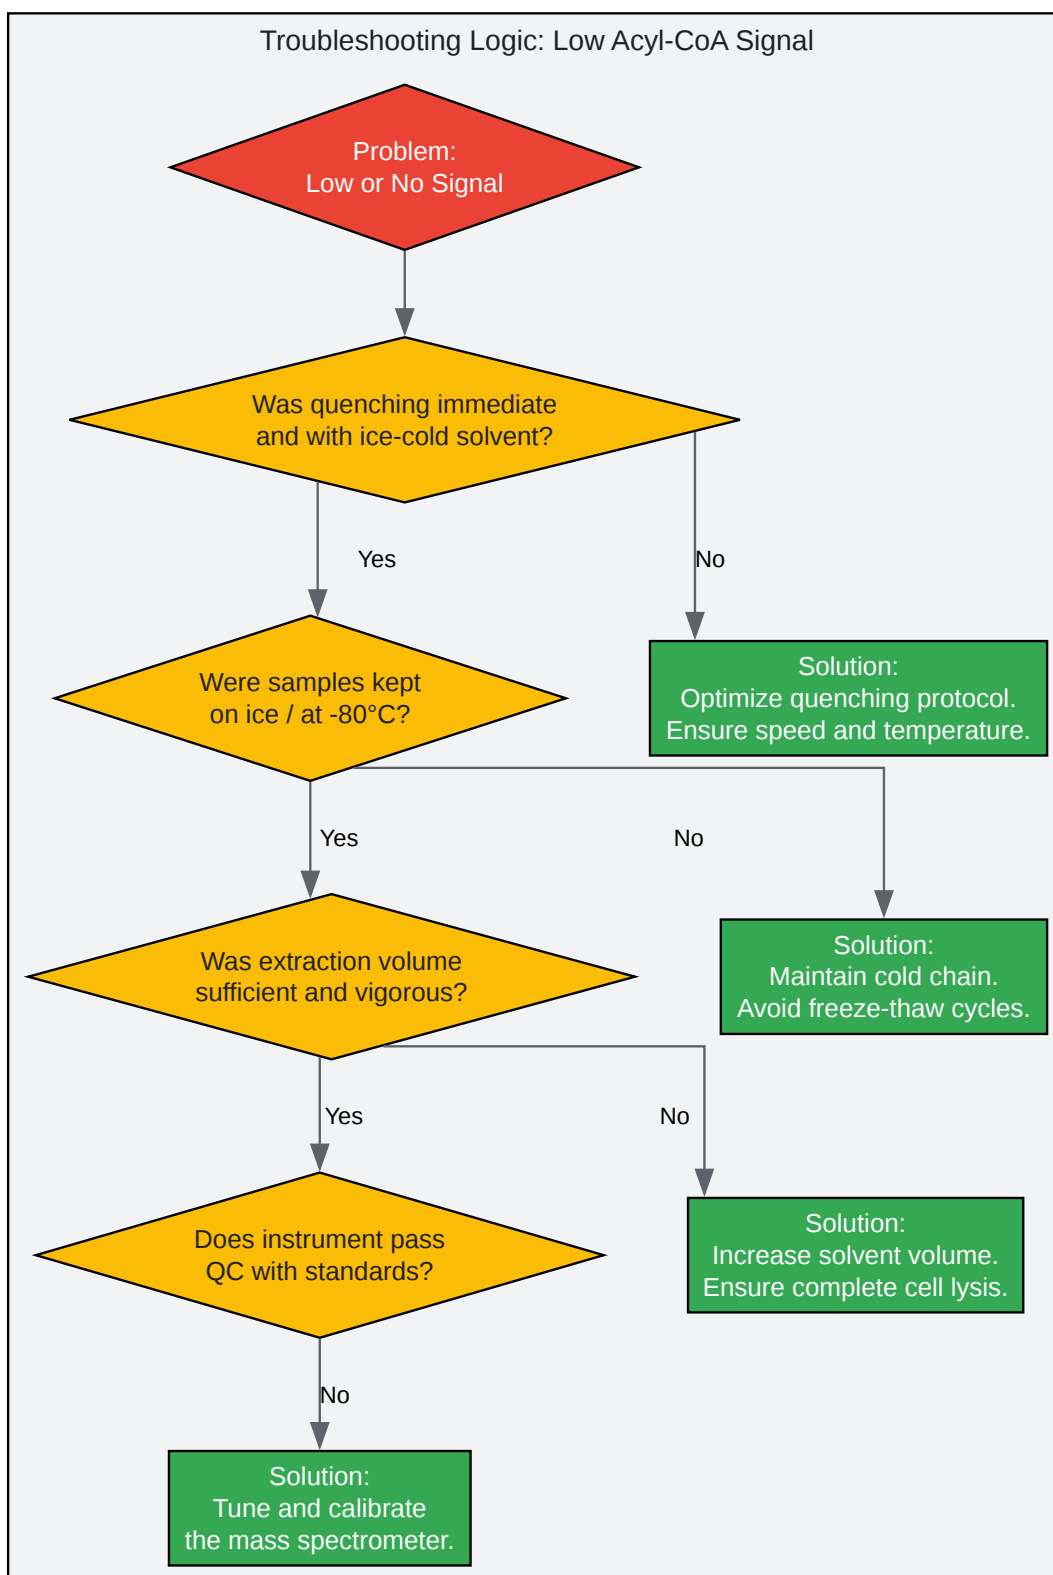 Troubleshooting Logic: Low Acyl-CoA Signal
Problem:
Low or No Signal
Was quenching immediate
and with ice-cold solvent?
Yes
No
Were samples kept
on ice / at -80°C?
Solution:
Optimize quenching protocol.
Ensure speed and temperature.
Yes
No
Was extraction volume
sufficient and vigorous?
Solution:
Maintain cold chain.
Avoid freeze-thaw cycles.
Yes
No
Does instrument pass
QC with standards?
Solution:
Increase solvent volume.
Ensure complete cell lysis.
No
Solution:
Tune and calibrate
the mass spectrometer.